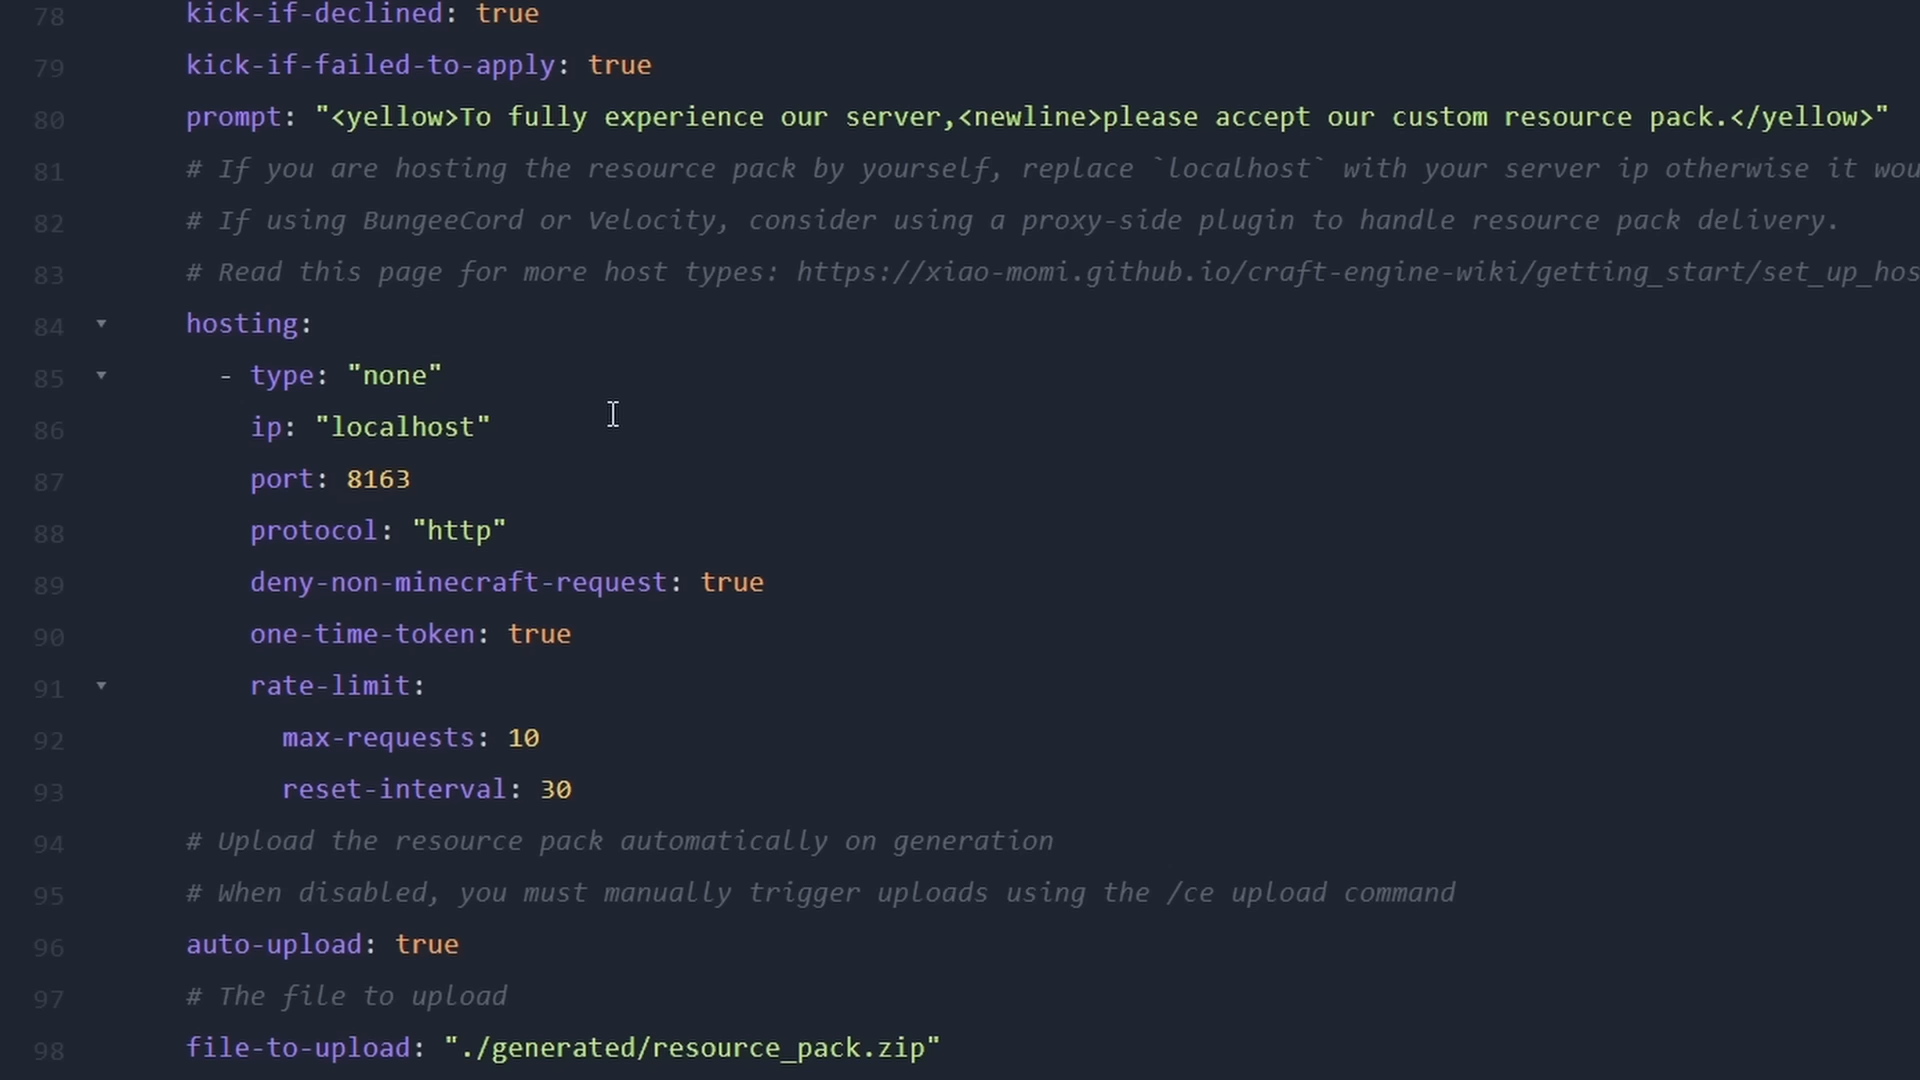 78 kick-if-declined: true
79 kick-if-failed-to-apply: true
80 prompt: "<yellow>To fully experience our server,<newline>please accept our custom resource pack.</yellow>"
81 # If you are hosting the resource pack by yourself, replace `localhost` with your server ip otherwise it wou
82 # If using BungeeCord or Velocity, consider using a proxy-side plugin to handle resource pack delivery.
83 # Read this page for more host types: https://xiao-momi.github.io/craft-engine-wiki/getting_start/set_up_hos
84 hosting:
85 - type: "none"
86 ip: "localhost"
87 port: 8163
88 protocol: "http"
89 deny-non-minecraft-request: true
90 one-time-token: true
91 rate-limit:
92 max-requests: 10
93 reset-interval: 30
94 # Upload the resource pack automatically on generation
95 # When disabled, you must manually trigger uploads using the /ce upload command
96 auto-upload: true
97 # The file to upload
98 file-to-upload: "./generated/resource_pack.zip"